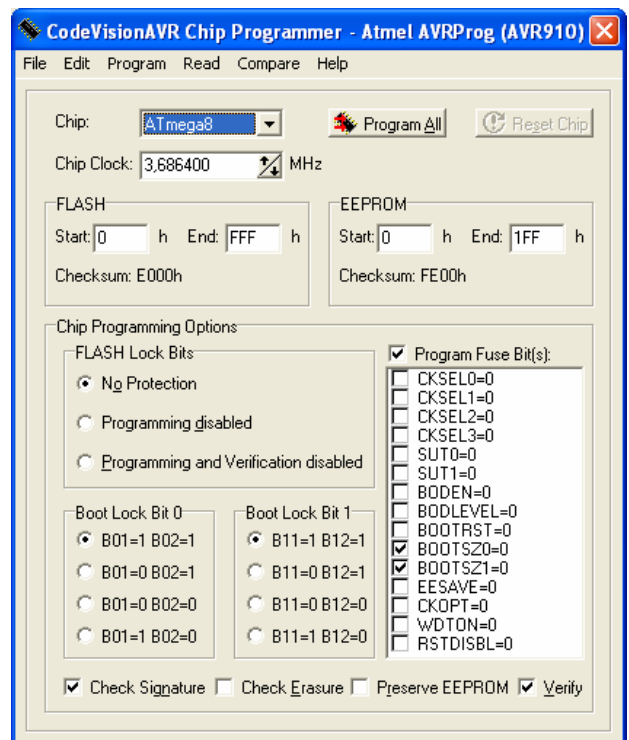 CodeVisionAVR Chip Programmer - Atmel AVRProg (AVR910)
File Edit Program Read Compare Help
Chip: ATmega8 Program All Reset Chip
Chip Clock: 3,686400 MHz
FLASH
Start: 0 h End: FFF h
Checksum: E000h
EEPROM
Start: 0 h End: 1FF h
Checksum: FE00h
Chip Programming Options
FLASH Lock Bits
No Protection
Programming disabled
Programming and Verification disabled
Boot Lock Bit 0
B01=1 B02=1
B01=0 B02=1
B01=0 B02=0
B01=1 B02=0
Boot Lock Bit 1
B11=1 B12=1
B11=0 B12=1
B11=0 B12=0
B11=1 B12=0
Program Fuse Bit(s):
CKSEL0=0
CKSEL1=0
CKSEL2=0
CKSEL3=0
SUT0=0
SUT1=0
BODEN=0
BODLEVEL=0
BOOTRST=0
BOOTSZ0=0
BOOTSZ1=0
EESAVE=0
CKOPT=0
WDTON=0
RSTDISBL=0
Check Signature Check Erasure Preserve EEPROM Verify